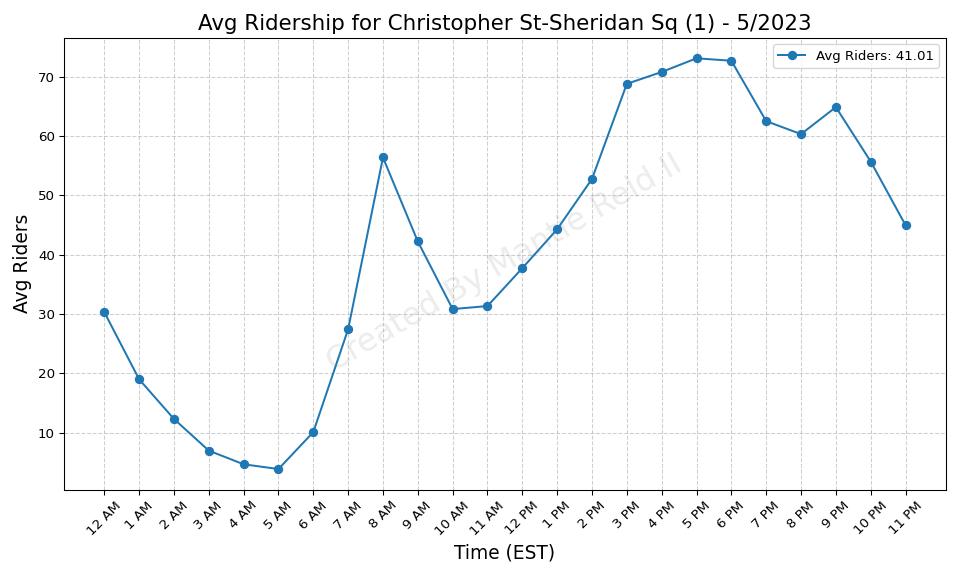 Avg Ridership for Christopher St-Sheridan Sq (1) - 5/2023
Avg Riders: 41.01
Avg Riders
70
60
50
40
30
20
10
Created By Mantie Reid II
12 AM
1 AM
2 AM
3 AM
4 AM
5 AM
6 AM
7 AM
8 AM
9 AM
10 AM
11 AM
12 PM
1 PM
2 PM
3 PM
4 PM
5 PM
6 PM
7 PM
8 PM
9 PM
10 PM
11 PM
Time (EST)